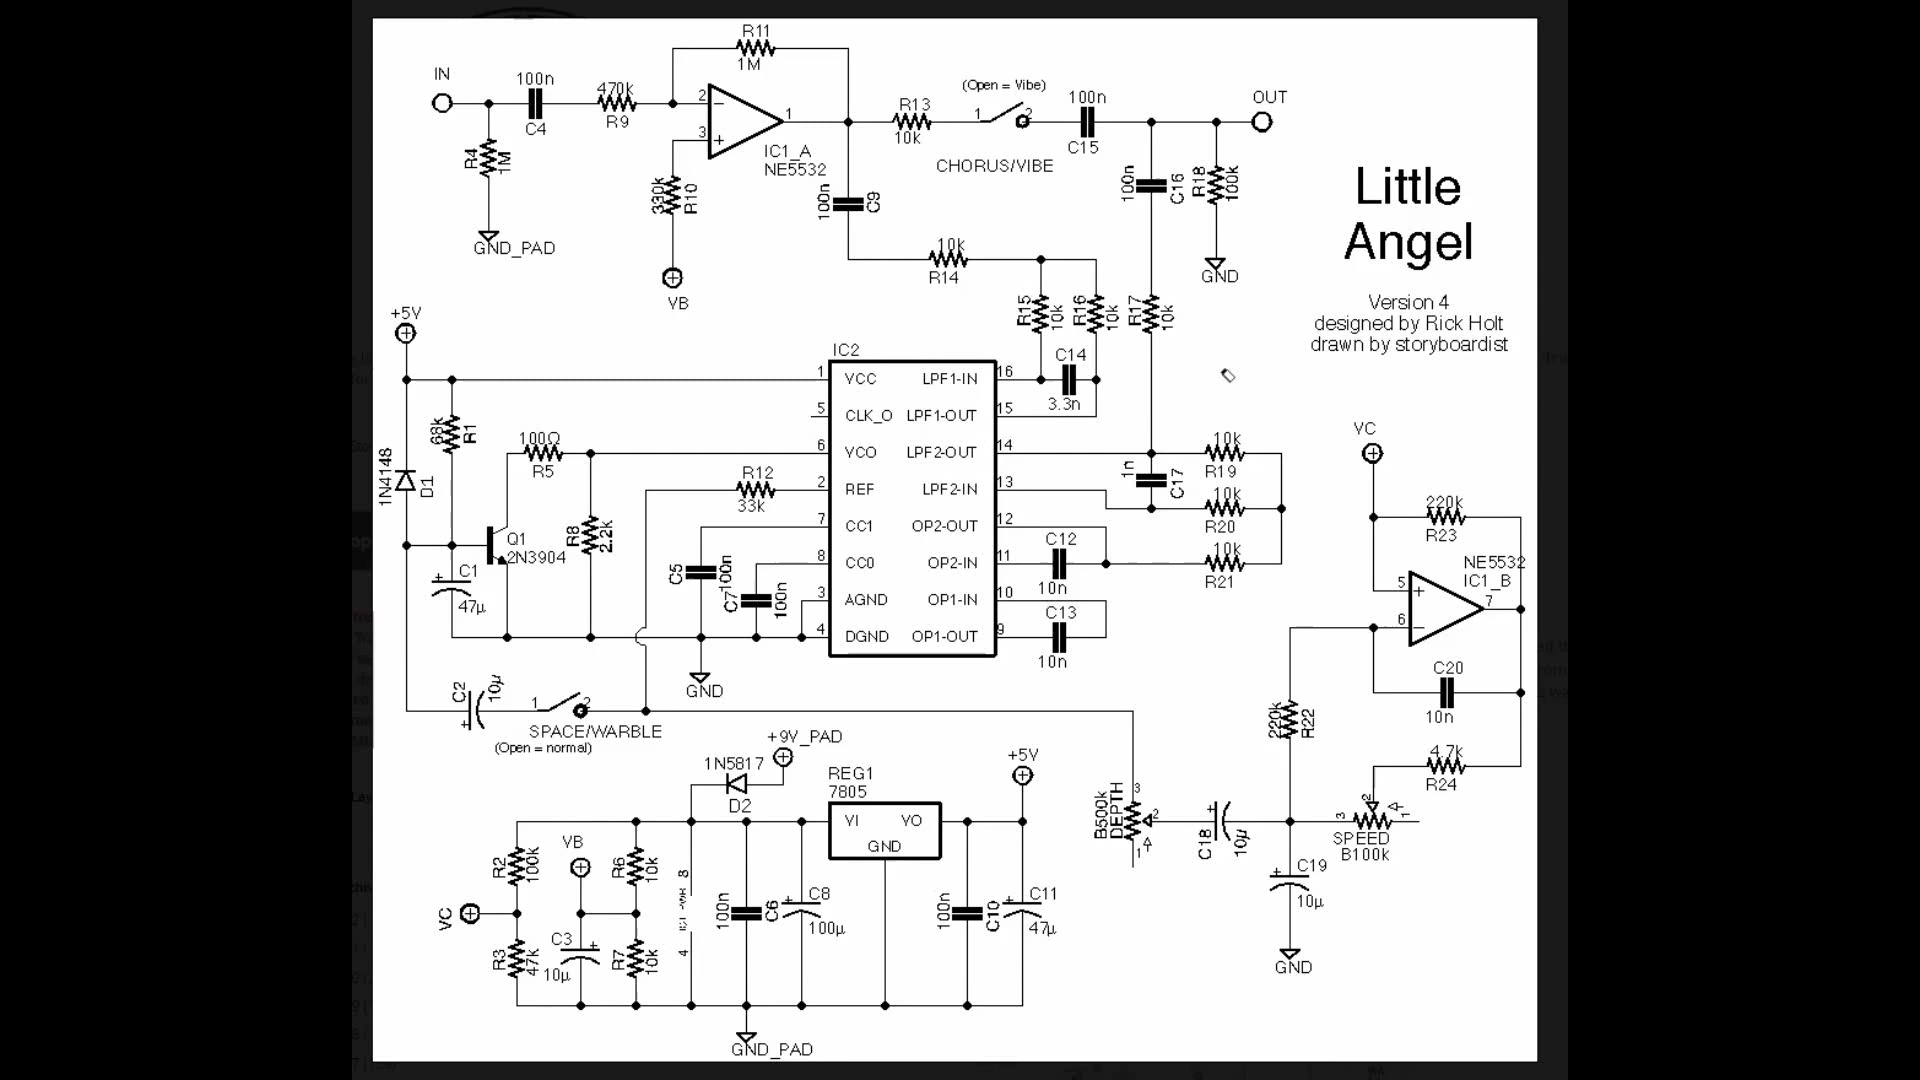 IN
100n
C4
470k
R9
R11
1M
R4
1M
GND_PAD
2
3
1
IC1_A
NE5532
R10
VB
100n
C9
R13
10k
(Open = Vibe)
1
2
CHORUS/VIBE
100n
C15
OUT
100n
C16
R18
100k
GND
Little
Angel
Version 4
designed by Rick Holt
drawn by storyboardist
10k
R14
R15
10k
R16
10k
R17
10k
+5V
IC2
1
VCC
LPF1-IN
16
C14
3.3n
5
CLK_O
LPF1-OUT
15
6
VCO
LPF2-OUT
14
2
REF
LPF2-IN
13
7
CC1
OP2-OUT
12
8
CC0
OP2-IN
11
3
AGND
OP1-IN
10
4
DGND
OP1-OUT
9
68k
R1
100Ω
R5
1N4148
D1
Q1
2N3904
R8
2.2k
R12
33k
C1
47µ
C5
100n
C7
100n
GND
1n
C17
10k
R19
10k
R20
10k
R21
C12
10n
C13
10n
VC
220k
R23
NE5532
IC1_B
5
6
7
C20
10n
220k
R22
4.7k
R24
C2
10µ
1
2
SPACE/WARBLE
(Open = normal)
+9V_PAD
1N5817
D2
REG1
7805
VI
VO
GND
+5V
B500k
DEPTH
3
2
1
C18
10µ
3
2
1
SPEED
B100k
C19
10µ
GND
R2
100k
VC
R3
47k
VB
C3
10µ
R6
10k
R7
10k
8
4
100n
C6
C8
100µ
100n
C10
C11
47µ
GND_PAD